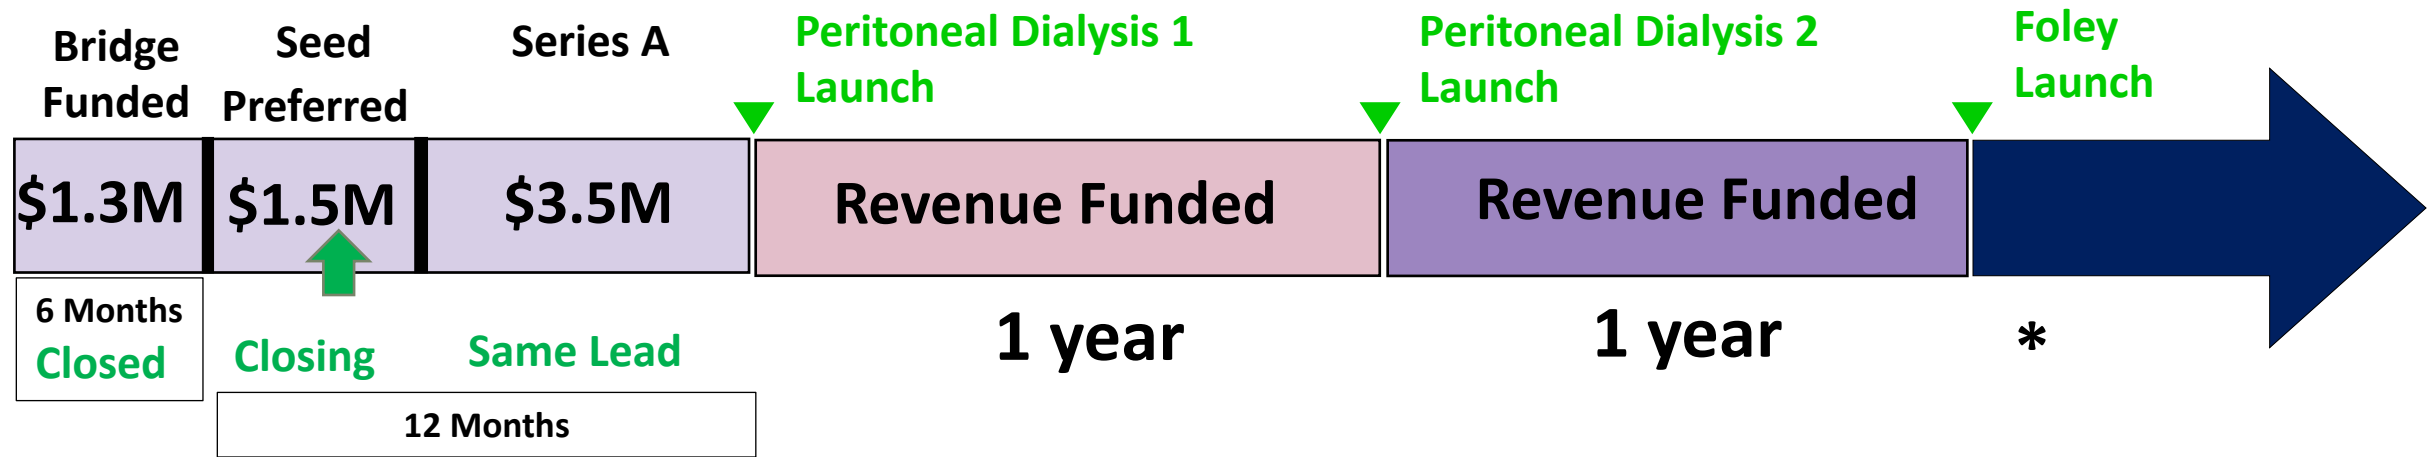 Bridge
Funded
Seed
Preferred
Series A
Peritoneal Dialysis 1
Launch
Peritoneal Dialysis 2
Launch
Foley
Launch
$1.3M
$1.5M
$3.5M
Revenue Funded
Revenue Funded
6 Months
Closed
Closing
Same Lead
1 year
1 year
*
12 Months